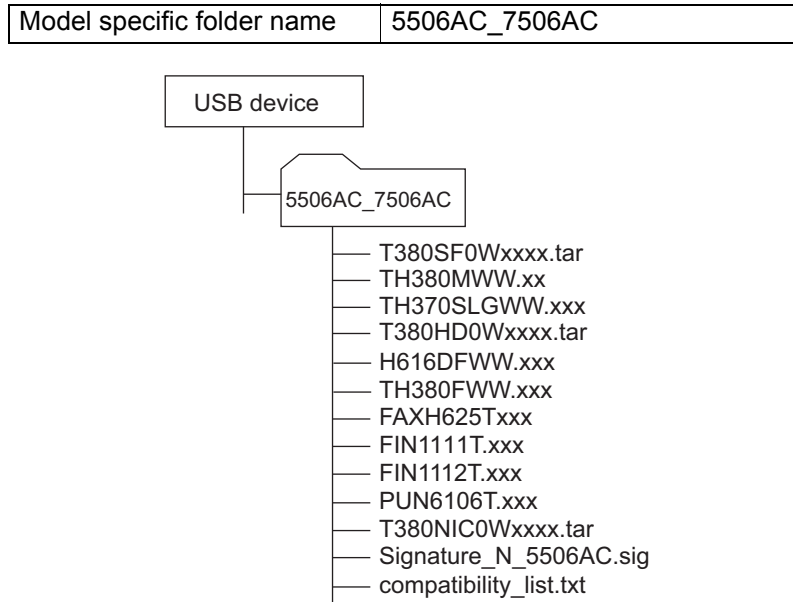 Model specific folder name 5506AC_7506AC
USB device
5506AC_7506AC
T380SF0Wxxxx.tar
TH380MWW.xx
TH370SLGWW.xxx
T380HD0Wxxxx.tar
H616DFWW.xxx
TH380FWW.xxx
FAXH625Txxx
FIN1111T.xxx
FIN1112T.xxx
PUN6106T.xxx
T380NIC0Wxxxx.tar
Signature_N_5506AC.sig
compatibility_list.txt